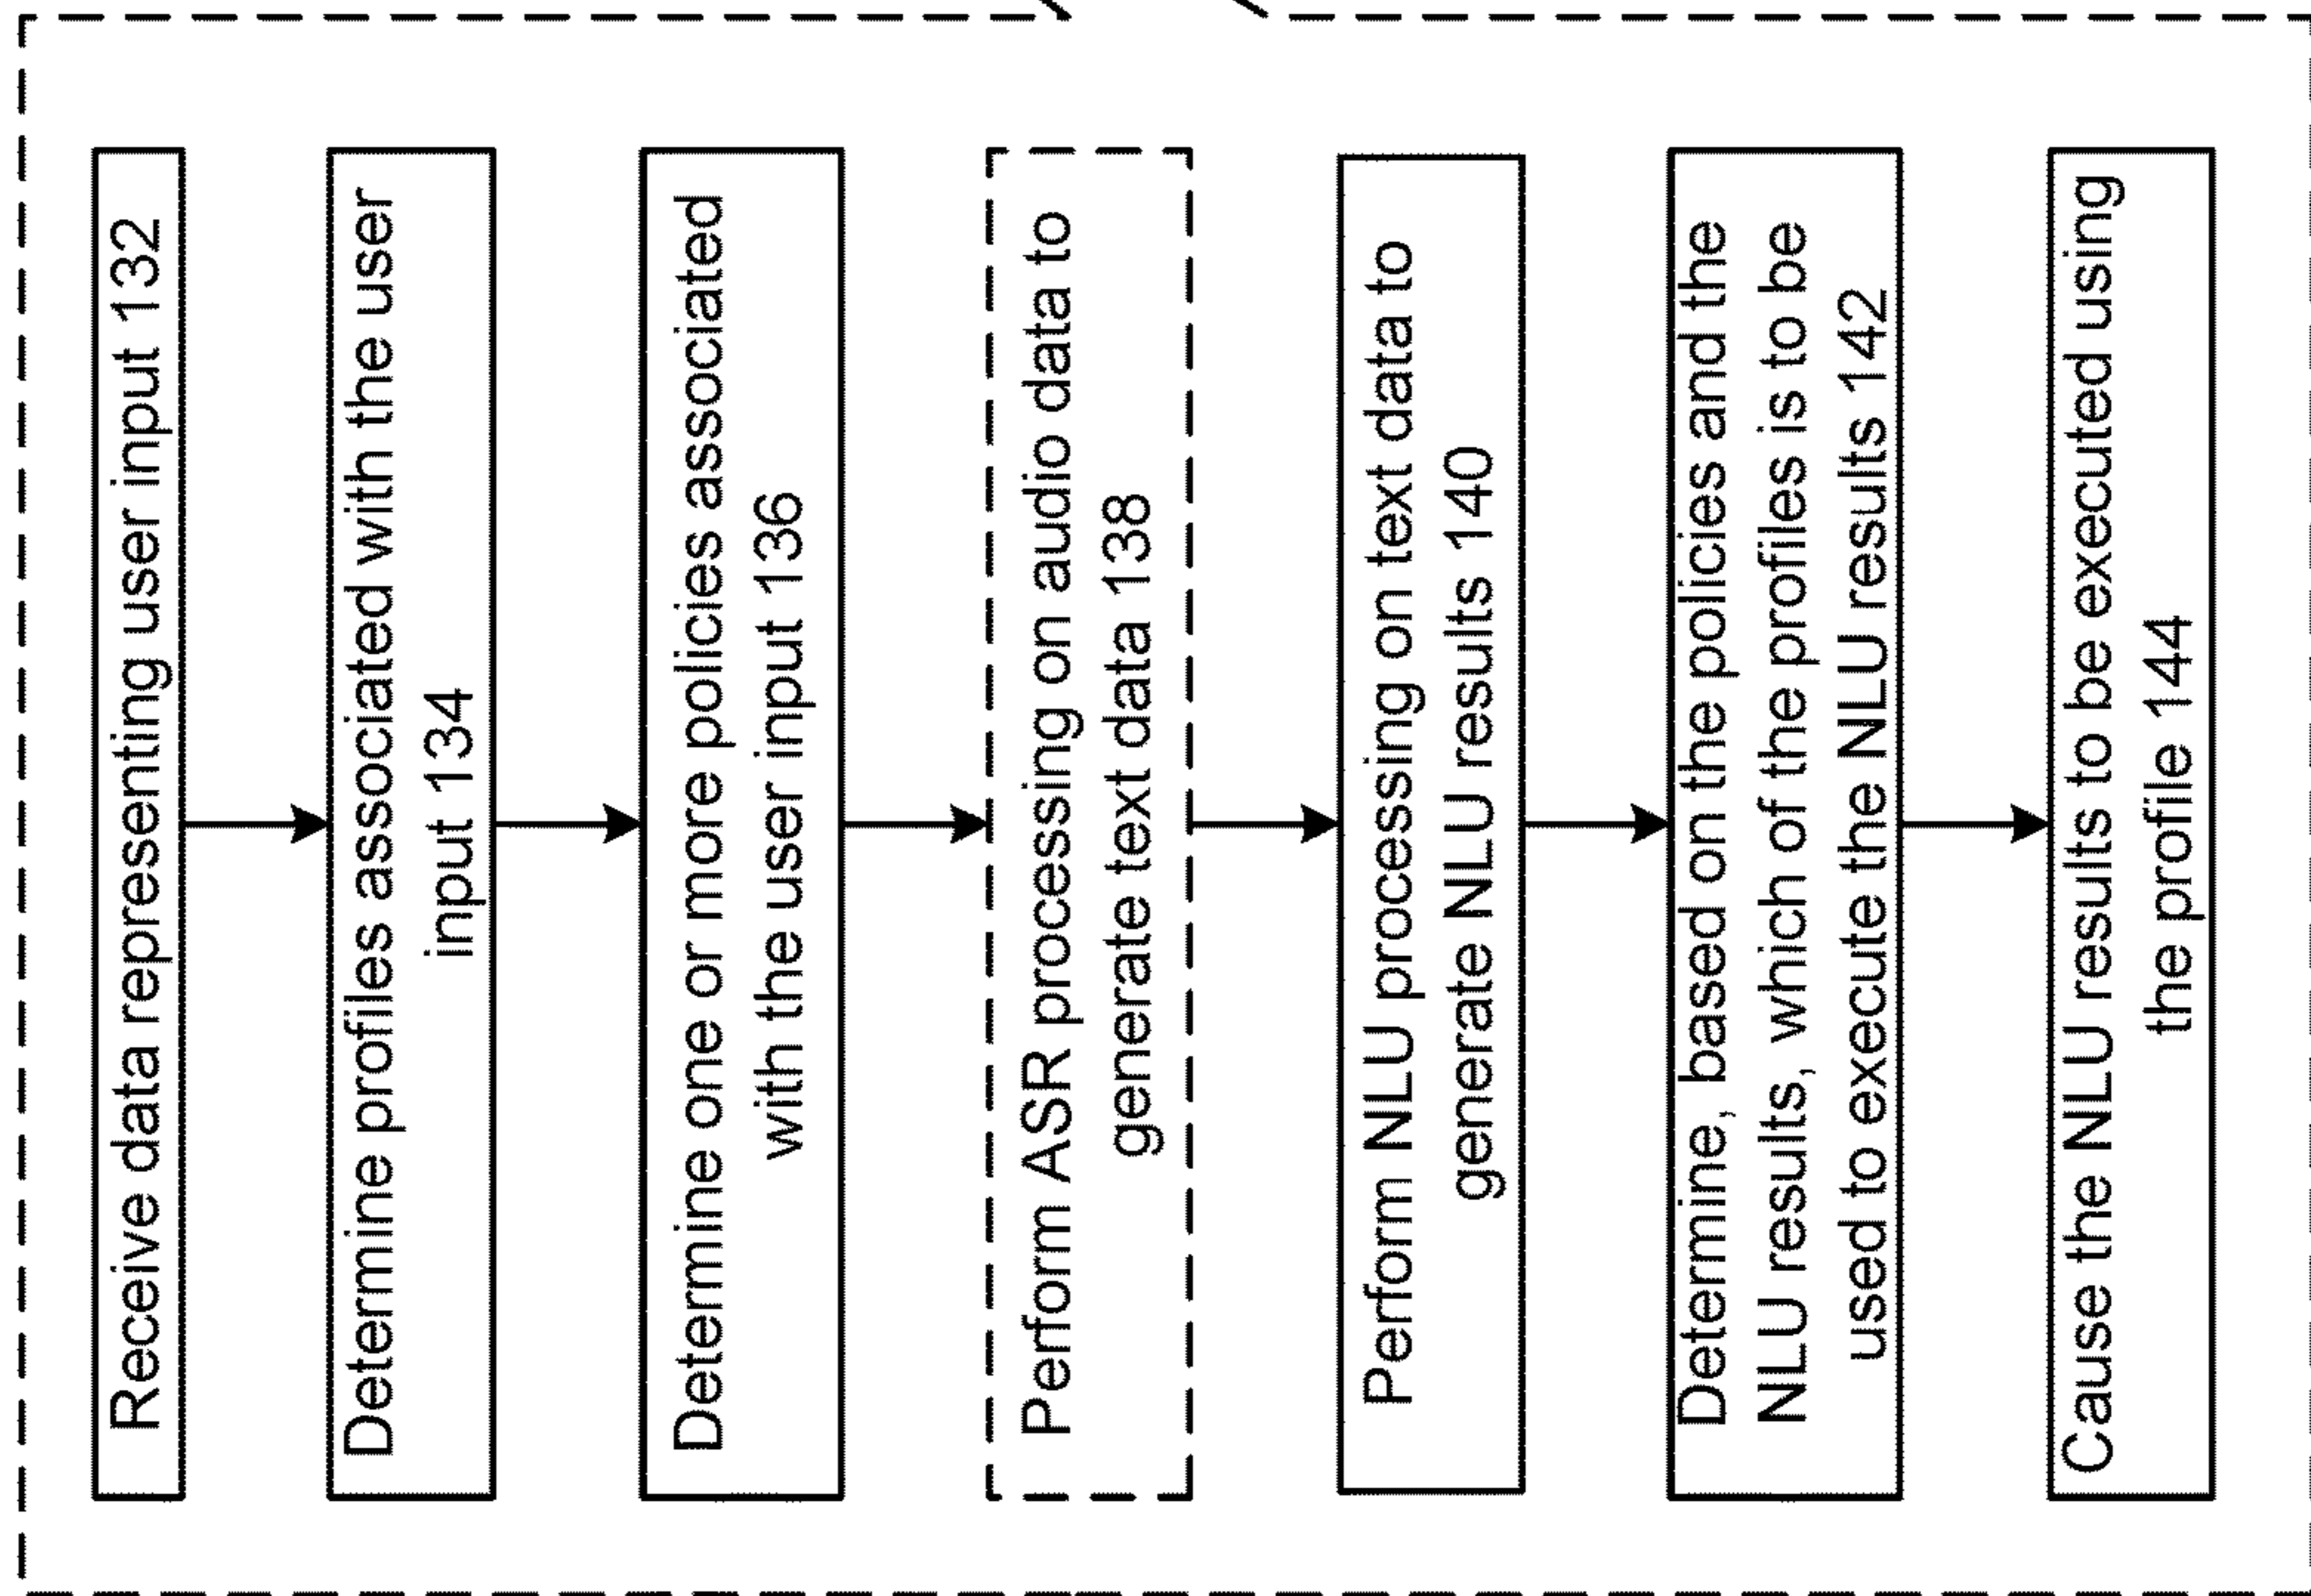 Receive data representing user input 132
Determine profiles associated with the user
input 134
Determine one or more policies associated
with the user input 136
Perform ASR processing on audio data to
generate text data 138
Perform NLU processing on text data to
generate NLU results 140
Determine, based on the policies and the
NLU results, which of the profiles is to be
used to execute the NLU results 142
Cause the NLU results to be executed using
the profile 144